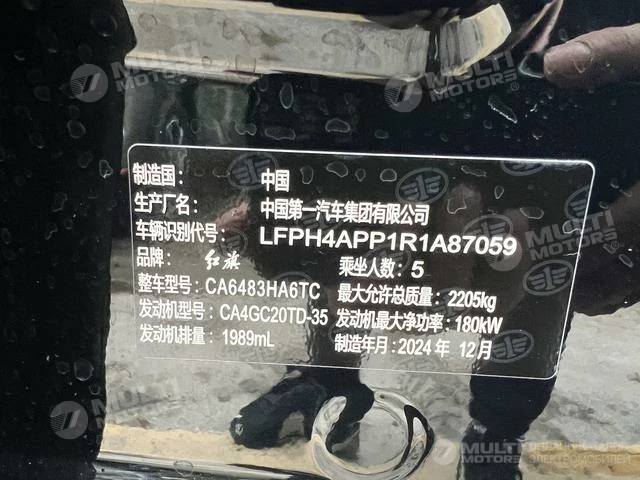 MULTI
MOTORS
MULTI
MOTORS
制造国：中国
生产厂名：中国第一汽车集团有限公司
车辆识别代号：LFPH4APP1R1A87059
品牌：红旗 乘坐人数：5
整车型号：CA6483HA6TC 最大允许总质量：2205kg
发动机型号：CA4GC20TD-35 发动机最大净功率：180kW
发动机排量：1989mL 制造年月：2024年 12月
MULTI
MOTORS
MULTI
MOTORS
MULTI
MOTORS
ЭЛЕКТРОМОБИЛЕЙ